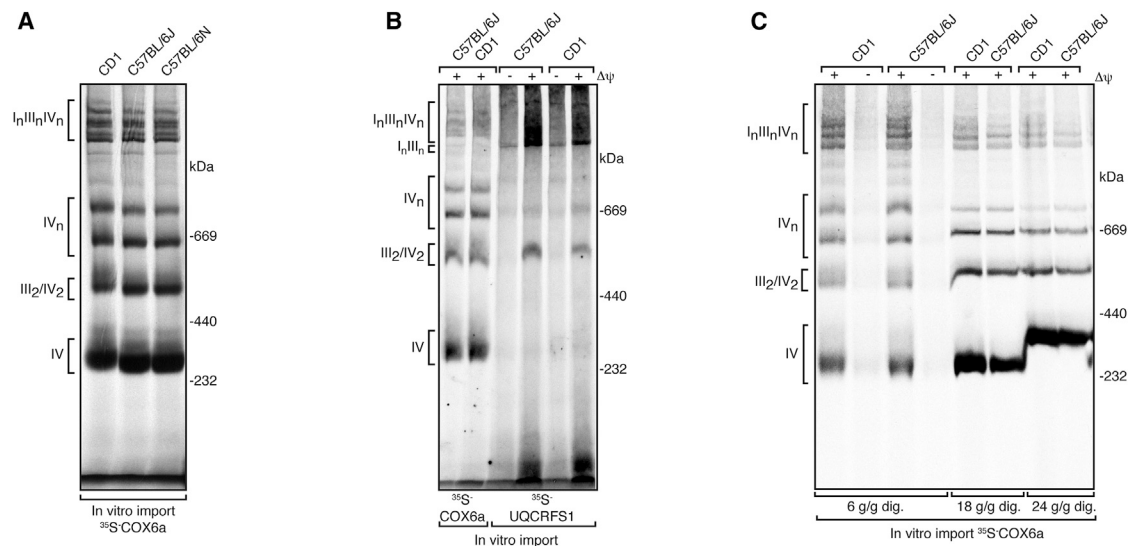 A
CD1
C57BL/6J
C57BL/6N
IₙIIIₙIVₙ
kDa
IVₙ
-669
III₂/IV₂
-440
IV
-232
In vitro import
³⁵S-COX6a
B
C57BL/6J
CD1
C57BL/6J
CD1
+ + - + - + Δψ
IₙIIIₙIVₙ
IₙIIIₙ
kDa
IVₙ
-669
III₂/IV₂
-440
IV
-232
³⁵S-
COX6a
³⁵S-
UQCRFS1
In vitro import
C
CD1
C57BL/6J
CD1
C57BL/6J
CD1
C57BL/6J
+ - + - + + + + Δψ
IₙIIIₙIVₙ
kDa
IVₙ
-669
III₂/IV₂
-440
IV
-232
6 g/g dig. 18 g/g dig. 24 g/g dig.
In vitro import ³⁵S-COX6a